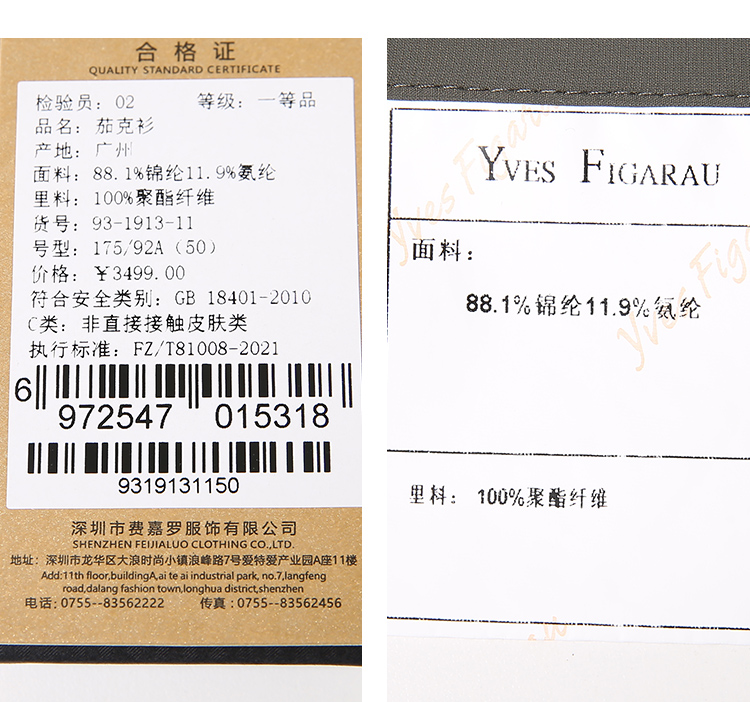 合格证
QUALITY STANDARD CERTIFICATE
检验员: 02 等级: 一等品
品名: 茄克衫
产地: 广州
面料: 88.1%锦纶11.9%氨纶
里料: 100%聚酯纤维
货号: 93-1913-11
号型: 175/92A (50)
价格: ¥3499.00
符合安全类别: GB 18401-2010
C类: 非直接接触皮肤类
执行标准: FZ/T81008-2021
6 972547 015318
9319131150
深圳市费嘉罗服饰有限公司
SHENZHEN FEIJIALUO CLOTHING CO.,LTD.
地址: 深圳市龙华区大浪时尚小镇浪峰路7号爱特爱产业园A座11楼
Add:11th floor,buildingA,ai te ai industrial park, no.7,langfeng
road,dalang fashion town,longhua district,shenzhen
电话: 0755--83562222 传真: 0755--83562456
YVES FIGARAU
面料:
88.1%锦纶11.9%氨纶
里料: 100%聚酯纤维
Yves Figarau
Yves Figarau